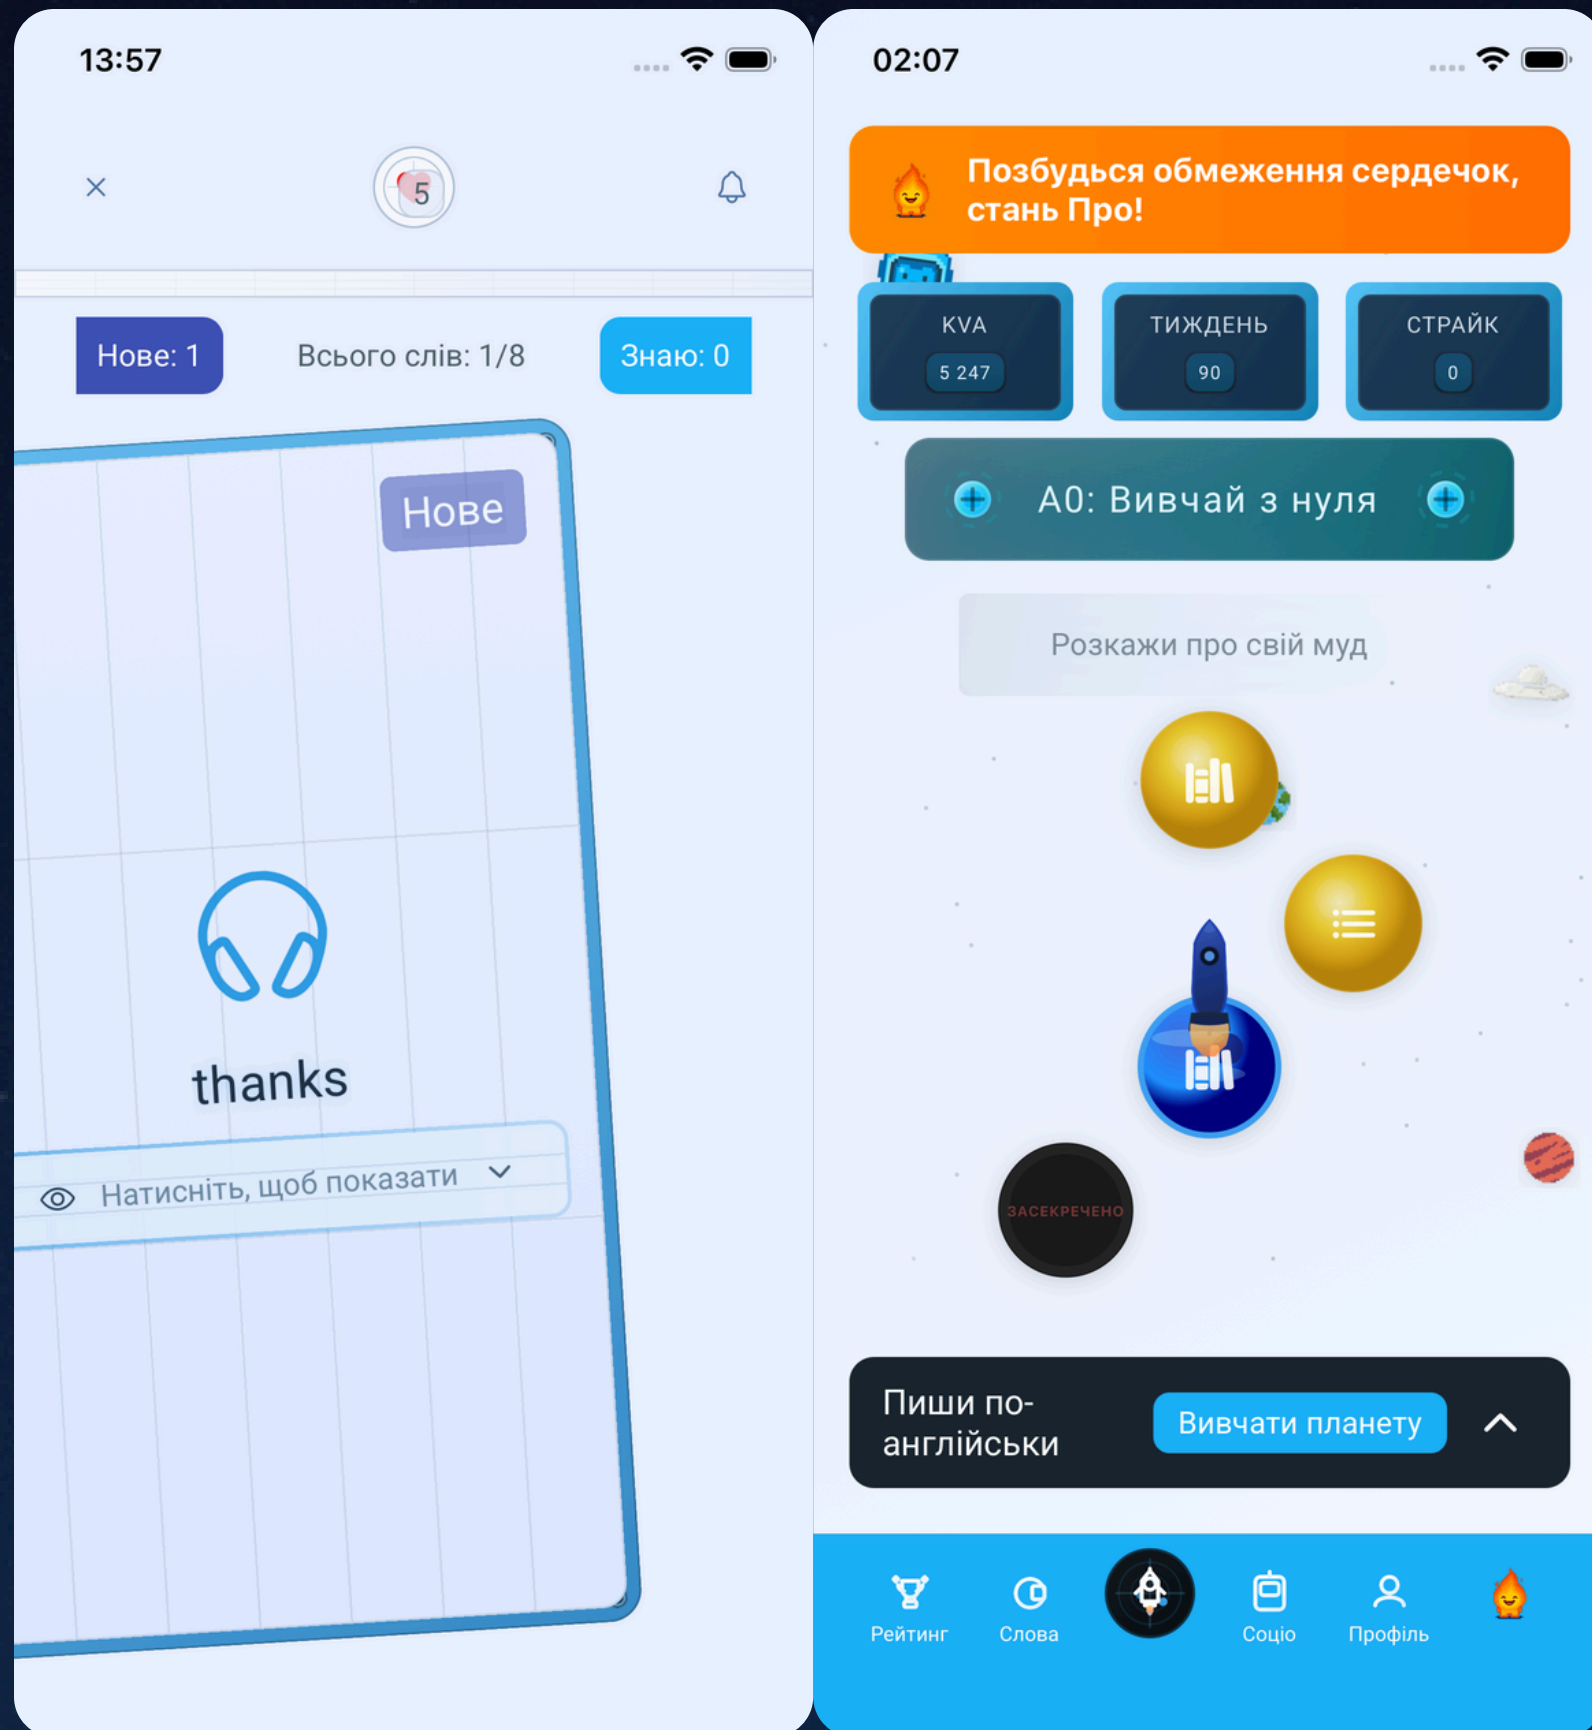 13:57
5
Нове: 1
Всього слів: 1/8
Знаю: 0
Нове
thanks
Натисніть, щоб показати
02:07
Позбудься обмеження сердечок,
стань Про!
KVA
5 247
ТИЖДЕНЬ
90
СТРАЙК
0
A0: Вивчай з нуля
Розкажи про свій муд
ЗАСЕКРЕЧЕНО
Пиши по-
англійськи
Вивчати планету
Рейтинг
Слова
Соціо
Профіль